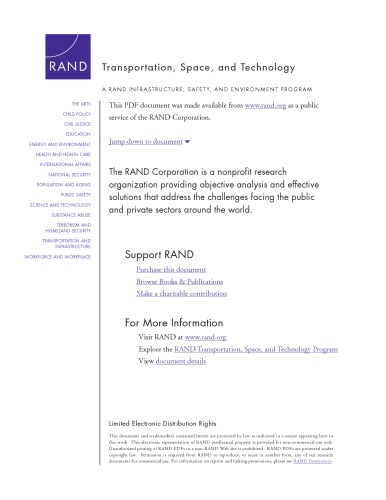 RAND
Transportation, Space, and Technology
A RAND INFRASTRUCTURE, SAFETY, AND ENVIRONMENT PROGRAM
THE ARTS
CHILD POLICY
CIVIL JUSTICE
EDUCATION
ENERGY AND ENVIRONMENT
HEALTH AND HEALTH CARE
INTERNATIONAL AFFAIRS
NATIONAL SECURITY
POPULATION AND AGING
PUBLIC SAFETY
SCIENCE AND TECHNOLOGY
SUBSTANCE ABUSE
TERRORISM AND
HOMELAND SECURITY
TRANSPORTATION AND
INFRASTRUCTURE
WORKFORCE AND WORKPLACE
This PDF document was made available from www.rand.org as a public
service of the RAND Corporation.
Jump down to document
The RAND Corporation is a nonprofit research
organization providing objective analysis and effective
solutions that address the challenges facing the public
and private sectors around the world.
Support RAND
Purchase this document
Browse Books & Publications
Make a charitable contribution
For More Information
Visit RAND at www.rand.org
Explore the RAND Transportation, Space, and Technology Program
View document details
Limited Electronic Distribution Rights
This document and trademark(s) contained herein are protected by law as indicated in a notice appearing later in
this work. This electronic representation of RAND intellectual property is provided for non-commercial use only.
Unauthorized posting of RAND PDFs to a non-RAND Web site is prohibited. RAND PDFs are protected under
copyright law. Permission is required from RAND to reproduce, or reuse in another form, any of our research
documents for commercial use. For information on reprint and linking permissions, please see RAND Permissions.